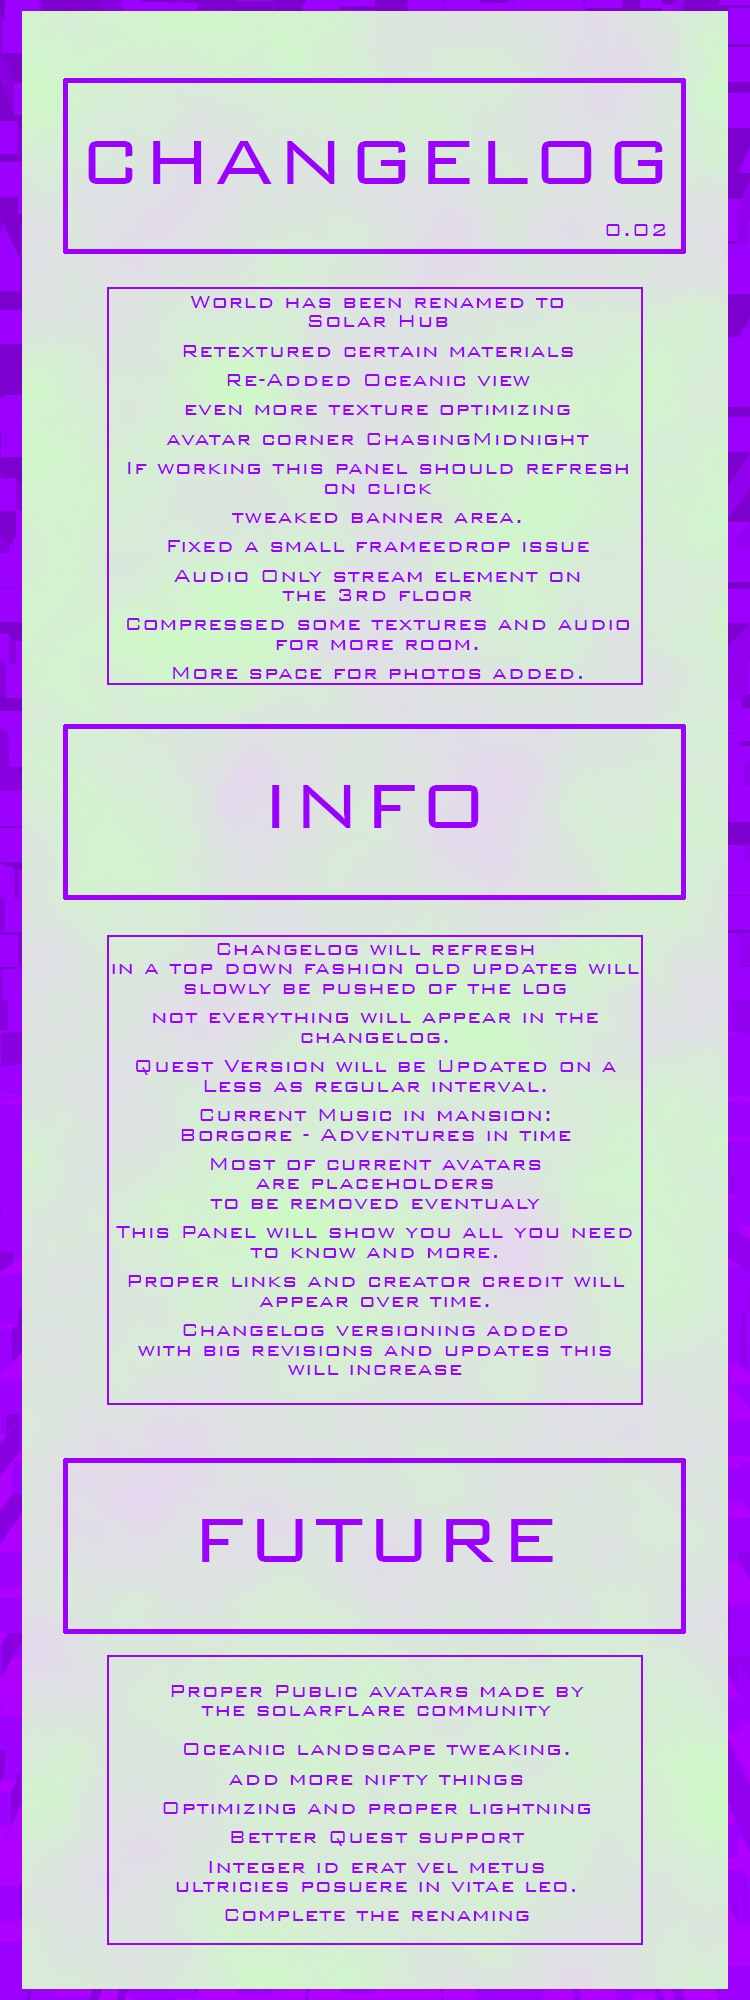 CHANGELOG
0.02
World has been renamed to
Solar Hub
Retextured certain materials
Re-Added Oceanic view
even more texture optimizing
avatar corner ChasingMidnight
If working this panel should refresh
on click
tweaked banner area.
Fixed a small frameedrop issue
Audio Only stream element on
the 3rd floor
Compressed some textures and audio
for more room.
More space for photos added.
INFO
Changelog will refresh
in a top down fashion old updates will
slowly be pushed of the log
not everything will appear in the
changelog.
Quest Version will be Updated on a
Less as regular interval.
Current Music in mansion:
Borgore - Adventures in time
Most of current avatars
are placeholders
to be removed eventualy
This Panel will show you all you need
to know and more.
Proper links and creator credit will
appear over time.
Changelog versioning added
with big revisions and updates this
will increase
FUTURE
Proper Public avatars made by
the solarflare community
Oceanic landscape tweaking.
add more nifty things
Optimizing and proper lightning
Better Quest support
Integer id erat vel metus
ultricies posuere in vitae leo.
Complete the renaming